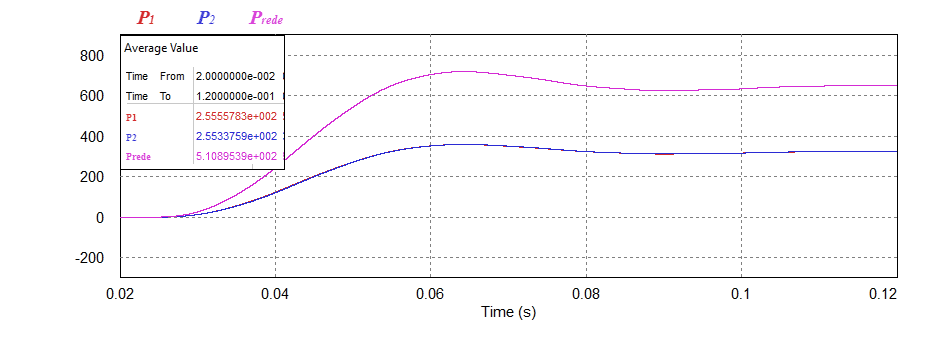 P1 P2 Prede
800
600
400
200
0
-200
Average Value
Time From 2.0000000e-002
Time To 1.2000000e-001
P1 2.5555783e+002
P2 2.5533759e+002
Prede 5.1089539e+002
0.02 0.04 0.06 0.08 0.1 0.12
Time (s)